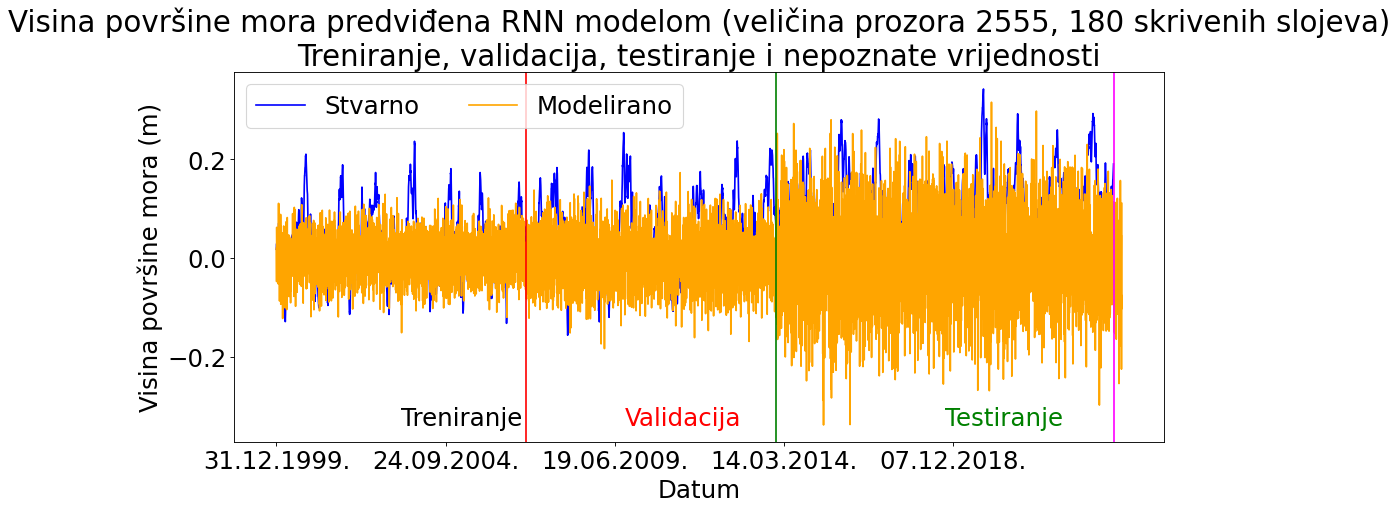 Visina površine mora predviđena RNN modelom (veličina prozora 2555, 180 skrivenih slojeva)
Treniranje, validacija, testiranje i nepoznate vrijednosti
Stvarno Modelirano
Visina površine mora (m)
0.2
0.0
−0.2
Treniranje Validacija Testiranje
31.12.1999. 24.09.2004. 19.06.2009. 14.03.2014. 07.12.2018.
Datum